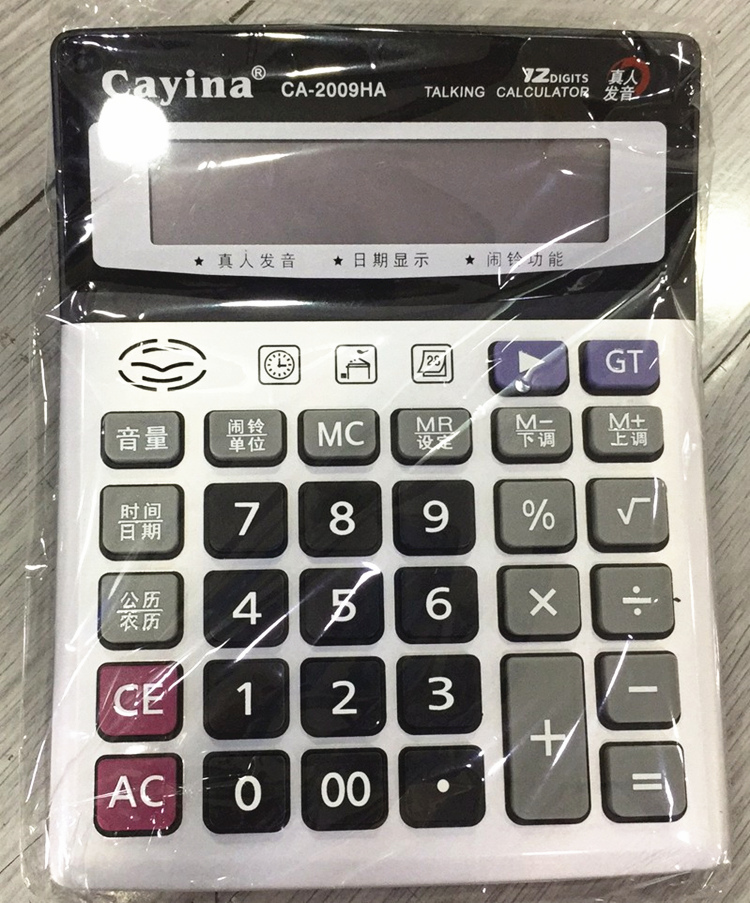 Cayina® CA-2009HA
12 DIGITS
TALKING CALCULATOR
真人
发音
★ 真人发音 ★ 日期显示 ★ 闹铃功能
29
GT
音量
闹铃
单位
MC
MR
设定
M−
下调
M+
上调
时间
日期
7 8 9 % √
公历
农历
4 5 6 × ÷
CE 1 2 3 + −
AC 0 00 • =